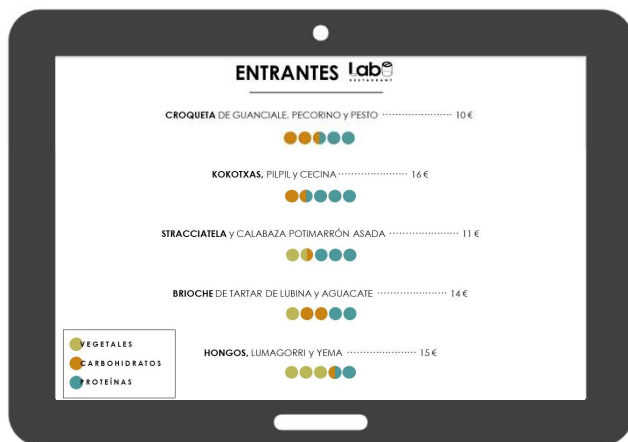 ENTRANTES Labe
RESTAURANT
CROQUETA DE GUANCIALE, PECORINO y PESTO ······················ 10 €
KOKOTXAS, PILPIL y CECINA ······················ 16 €
STRACCIATELA y CALABAZA POTIMARRÓN ASADA ······················ 11 €
BRIOCHE DE TARTAR DE LUBINA y AGUACATE ······················ 14 €
VEGETALES
CARBOHIDRATOS
PROTEÍNAS
HONGOS, LUMAGORRI y YEMA ······················ 15 €